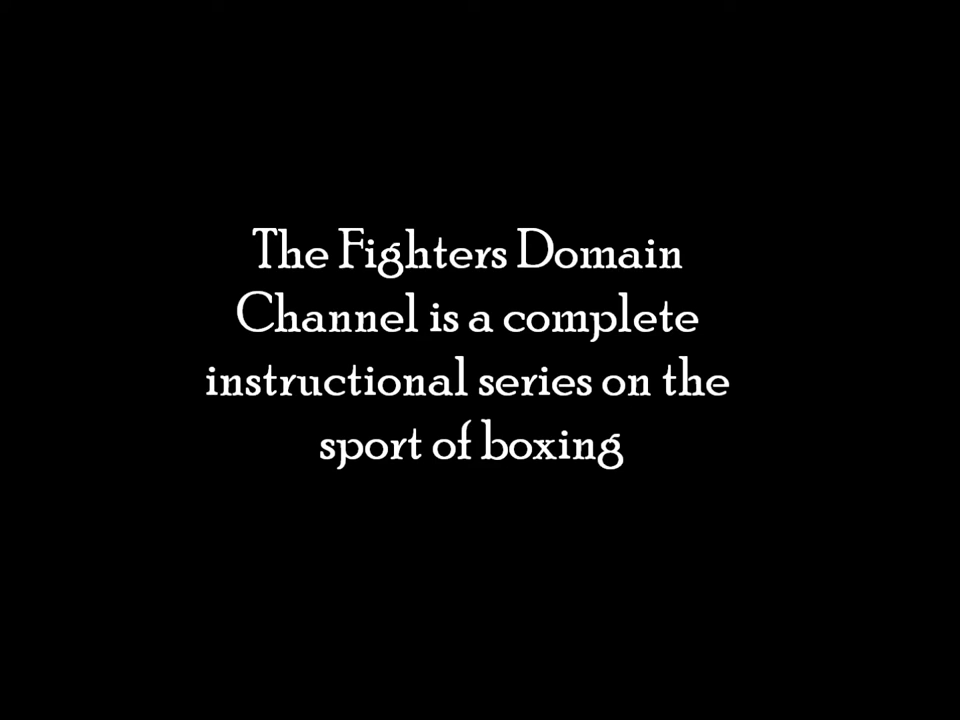 The Fighters Domain
Channel is a complete
instructional series on the
sport of boxing